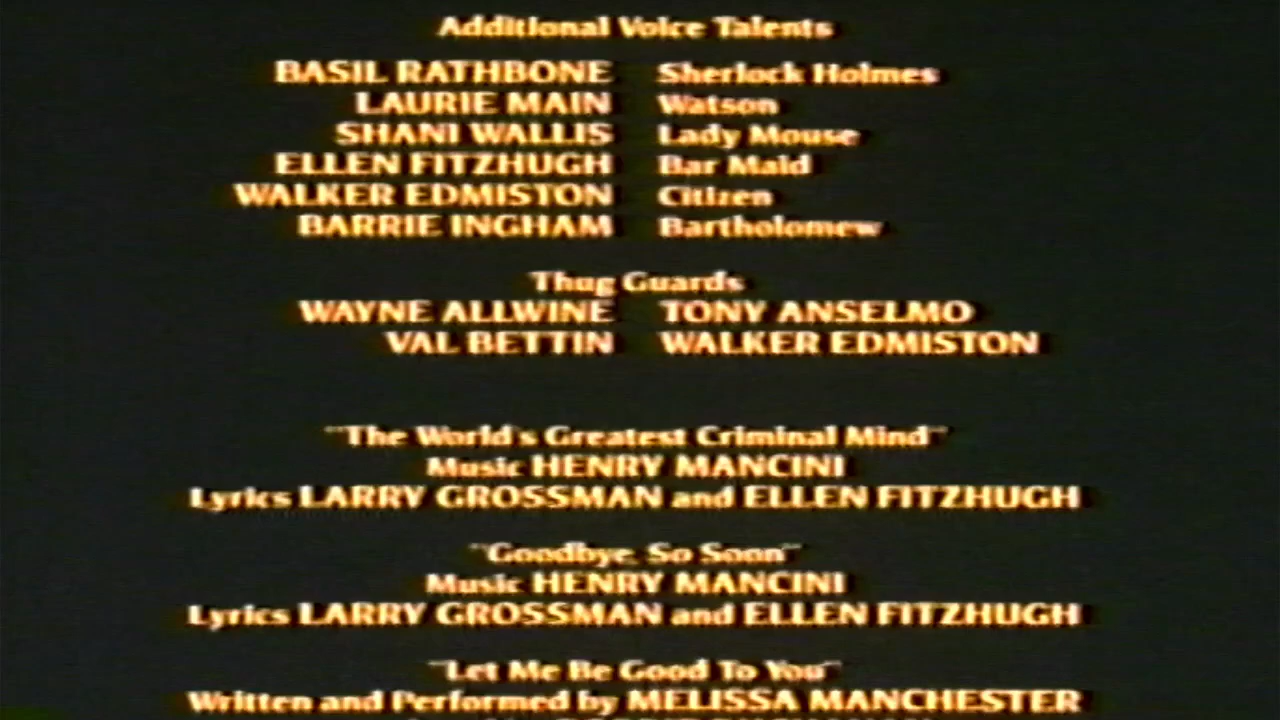 Additional Voice Talents
BASIL RATHBONE Sherlock Holmes
LAURIE MAIN Watson
SHANI WALLIS Lady Mouse
ELLEN FITZHUGH Bar Maid
WALKER EDMISTON Citizen
BARRIE INGHAM Bartholomew
Thug Guards
WAYNE ALLWINE TONY ANSELMO
VAL BETTIN WALKER EDMISTON
"The World's Greatest Criminal Mind"
Music HENRY MANCINI
Lyrics LARRY GROSSMAN and ELLEN FITZHUGH
"Goodbye, So Soon"
Music HENRY MANCINI
Lyrics LARRY GROSSMAN and ELLEN FITZHUGH
"Let Me Be Good To You"
Written and Performed by MELISSA MANCHESTER